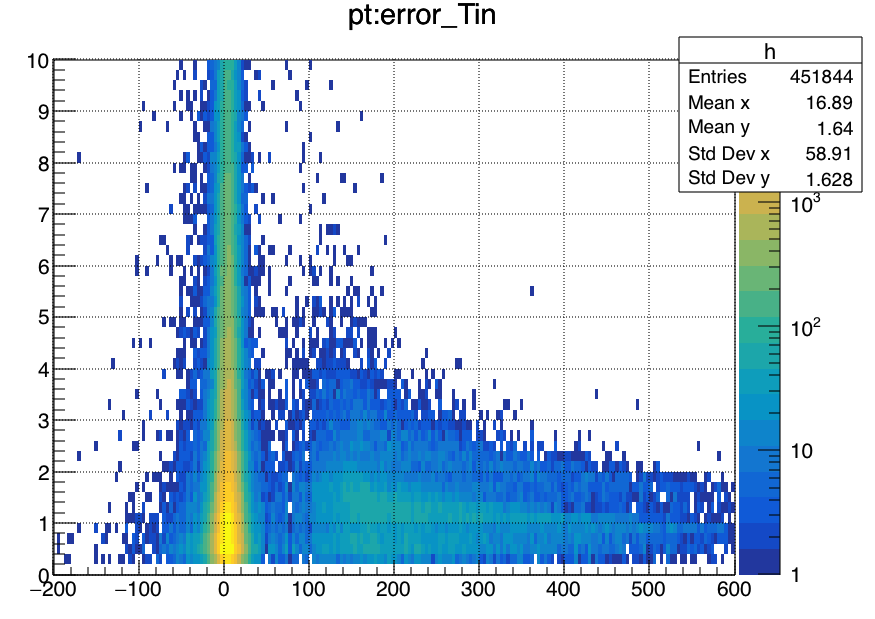 pt:error_Tin
h
Entries 451844
Mean x 16.89
Mean y 1.64
Std Dev x 58.91
Std Dev y 1.628
10
9
8
7
6
5
4
3
2
1
0
−200 −100 0 100 200 300 400 500 600
10³
10²
10
1